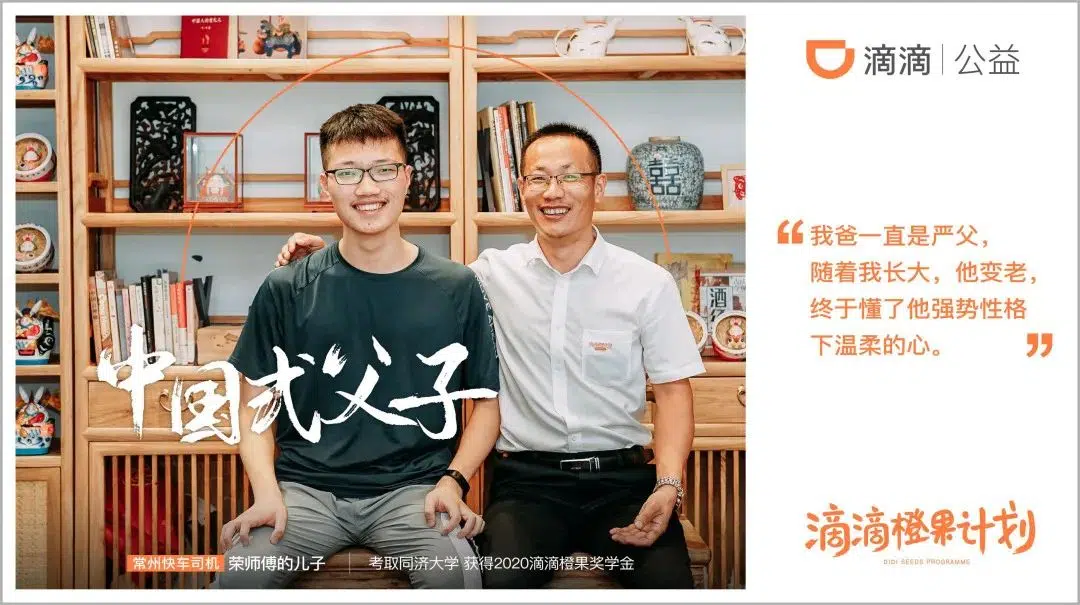 滴滴 | 公益
“ 我爸一直是严父，
随着我长大，他变老，
终于懂了他强势性格
下温柔的心。 ”
中国式父子
常州快车司机 荣师傅的儿子 | 考取同济大学 获得2020滴滴橙果奖学金
滴滴橙果计划
DIDI SEEDS PROGRAMME